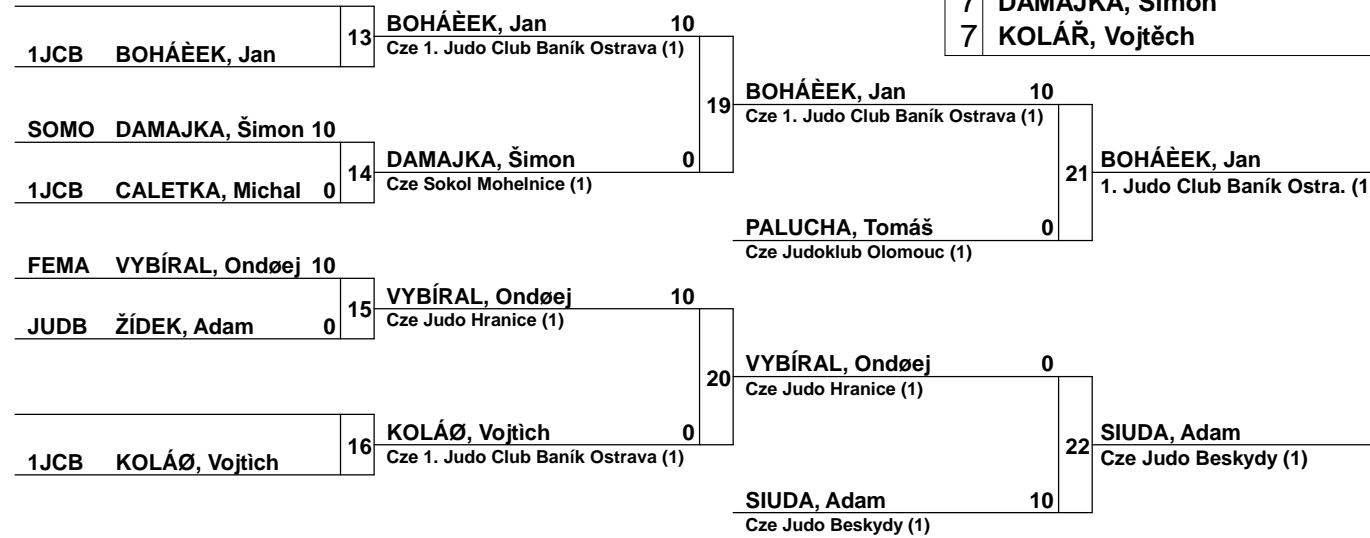 7 DAMAJKA, Šimon
7 KOLÁŘ, Vojtěch
1JCB BOHÁÈEK, Jan
13
BOHÁÈEK, Jan 10
Cze 1. Judo Club Baník Ostrava (1)
SOMO DAMAJKA, Šimon 10
1JCB CALETKA, Michal 0
14
DAMAJKA, Šimon 0
Cze Sokol Mohelnice (1)
19
BOHÁÈEK, Jan 10
Cze 1. Judo Club Baník Ostrava (1)
PALUCHA, Tomáš 0
Cze Judoklub Olomouc (1)
21
BOHÁÈEK, Jan
1. Judo Club Baník Ostra. (1
FEMA VYBÍRAL, Ondøej 10
JUDB ŽÍDEK, Adam 0
15
VYBÍRAL, Ondøej 10
Cze Judo Hranice (1)
1JCB KOLÁØ, Vojtìch
16
KOLÁØ, Vojtìch 0
Cze 1. Judo Club Baník Ostrava (1)
20
VYBÍRAL, Ondøej 0
Cze Judo Hranice (1)
SIUDA, Adam 10
Cze Judo Beskydy (1)
22
SIUDA, Adam
Cze Judo Beskydy (1)